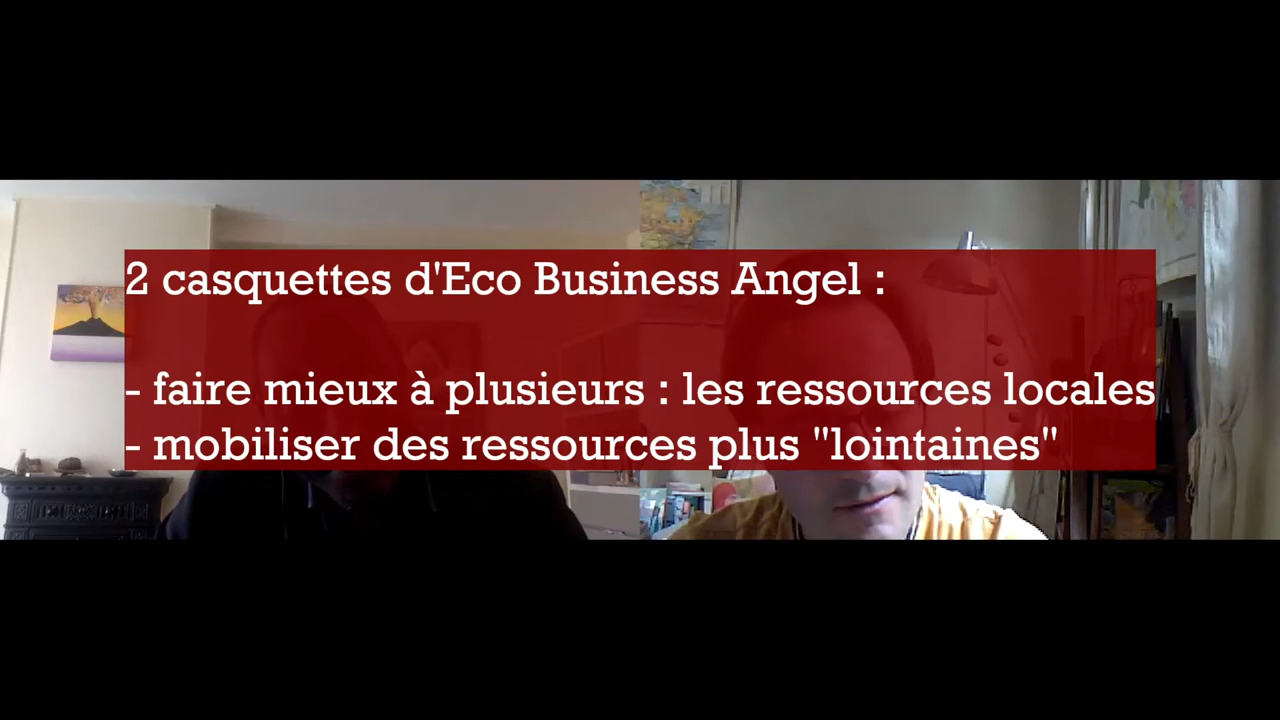 2 casquettes d'Eco Business Angel :
- faire mieux à plusieurs : les ressources locales
- mobiliser des ressources plus "lointaines"